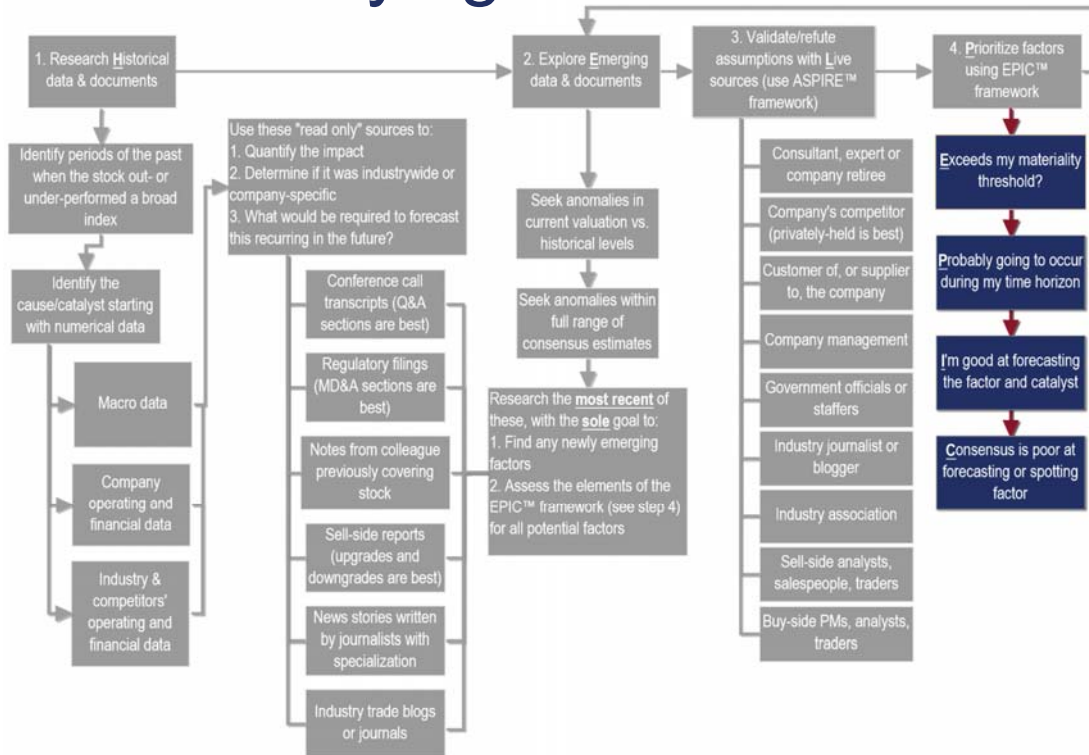 1. Research Historical
data & documents
2. Explore Emerging
data & documents
3. Validate/refute
assumptions with Live
sources (use ASPIRE™
framework)
4. Prioritize factors
using EPIC™
framework
Identify periods of the past
when the stock out- or
under-performed a broad
index
Identify the
cause/catalyst starting
with numerical data
Macro data
Company
operating and
financial data
Industry &
competitors'
operating and
financial data
Use these "read only" sources to:
1. Quantify the impact
2. Determine if it was industrywide or
company-specific
3. What would be required to forecast
this recurring in the future?
Conference call
transcripts (Q&A
sections are best)
Regulatory filings
(MD&A sections are
best)
Notes from colleague
previously covering
stock
Sell-side reports
(upgrades and
downgrades are best)
News stories written
by journalists with
specialization
Industry trade blogs
or journals
Seek anomalies in
current valuation vs.
historical levels
Seek anomalies within
full range of
consensus estimates
Research the most recent of
these, with the sole goal to:
1. Find any newly emerging
factors
2. Assess the elements of the
EPIC™ framework (see step 4)
for all potential factors
Consultant, expert or
company retiree
Company's competitor
(privately-held is best)
Customer of, or supplier
to, the company
Company management
Government officials or
staffers
Industry journalist or
blogger
Industry association
Sell-side analysts,
salespeople, traders
Buy-side PMs, analysts,
traders
Exceeds my materiality
threshold?
Probably going to occur
during my time horizon
I'm good at forecasting
the factor and catalyst
Consensus is poor at
forecasting or spotting
factor